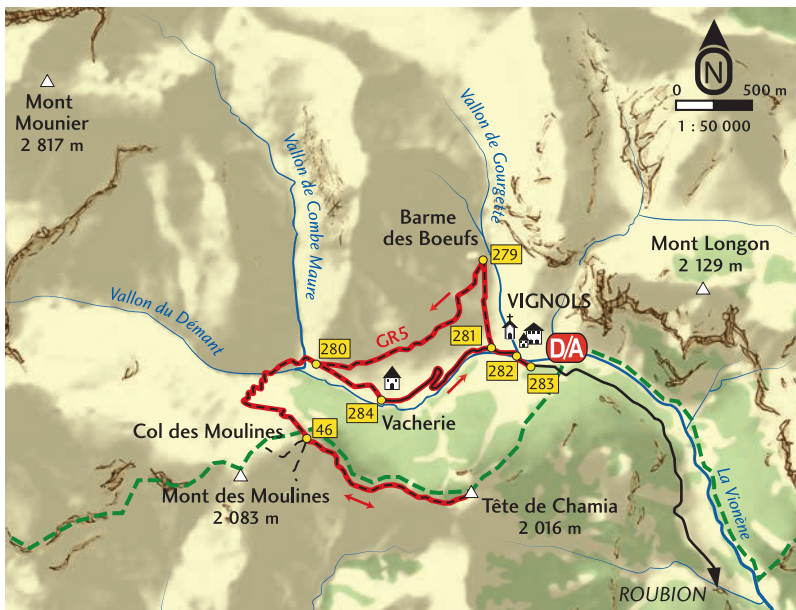 Mont
Mounier
2 817 m
N
0 500 m
1 : 50 000
Vallon de Combe Maure
Vallon de Gourgette
Barme
des Boeufs
279
Mont Longon
2 129 m
VIGNOLS
Vallon du Démant
GR5
281
D/A
280
282
283
284
Vacherie
Col des Moulines
46
Mont des Moulines
2 083 m
Tête de Chamia
2 016 m
La Vionène
ROUBION